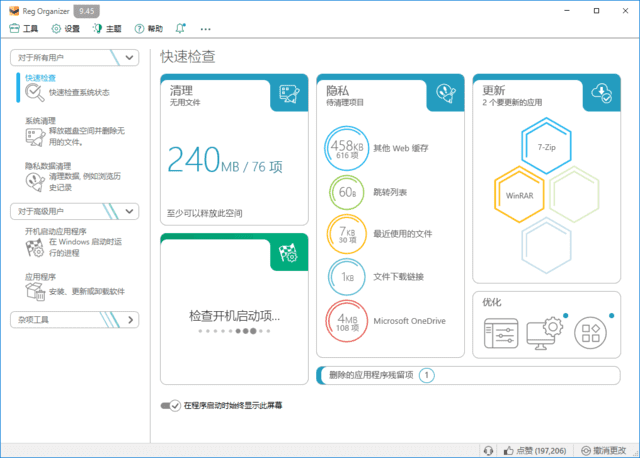 Reg Organizer 9.45
工具 设置 主题 帮助
对于所有用户
快速检查
快速检查系统状态
系统清理
释放磁盘空间并删除无
用的文件。
隐私数据清理
清理数据, 例如浏览历
史记录
对于高级用户
开机启动应用程序
在 Windows 启动时运
行的进程
应用程序
安装、更新或卸载软件
杂项工具
快速检查
清理
无用文件
240MB / 76 项
至少可以释放此空间
检查开机启动项...
隐私
待清理项目
458KB
616 项
其他 Web 缓存
60B
跳转列表
7KB
50 项
最近使用的文件
1KB
文件下载链接
4MB
108 项
Microsoft OneDrive
更新
2 个要更新的应用
7-Zip
WinRAR
优化
删除的应用程序残留项 1
在程序启动时始终显示此屏幕
点赞 (197,206) 撤消更改